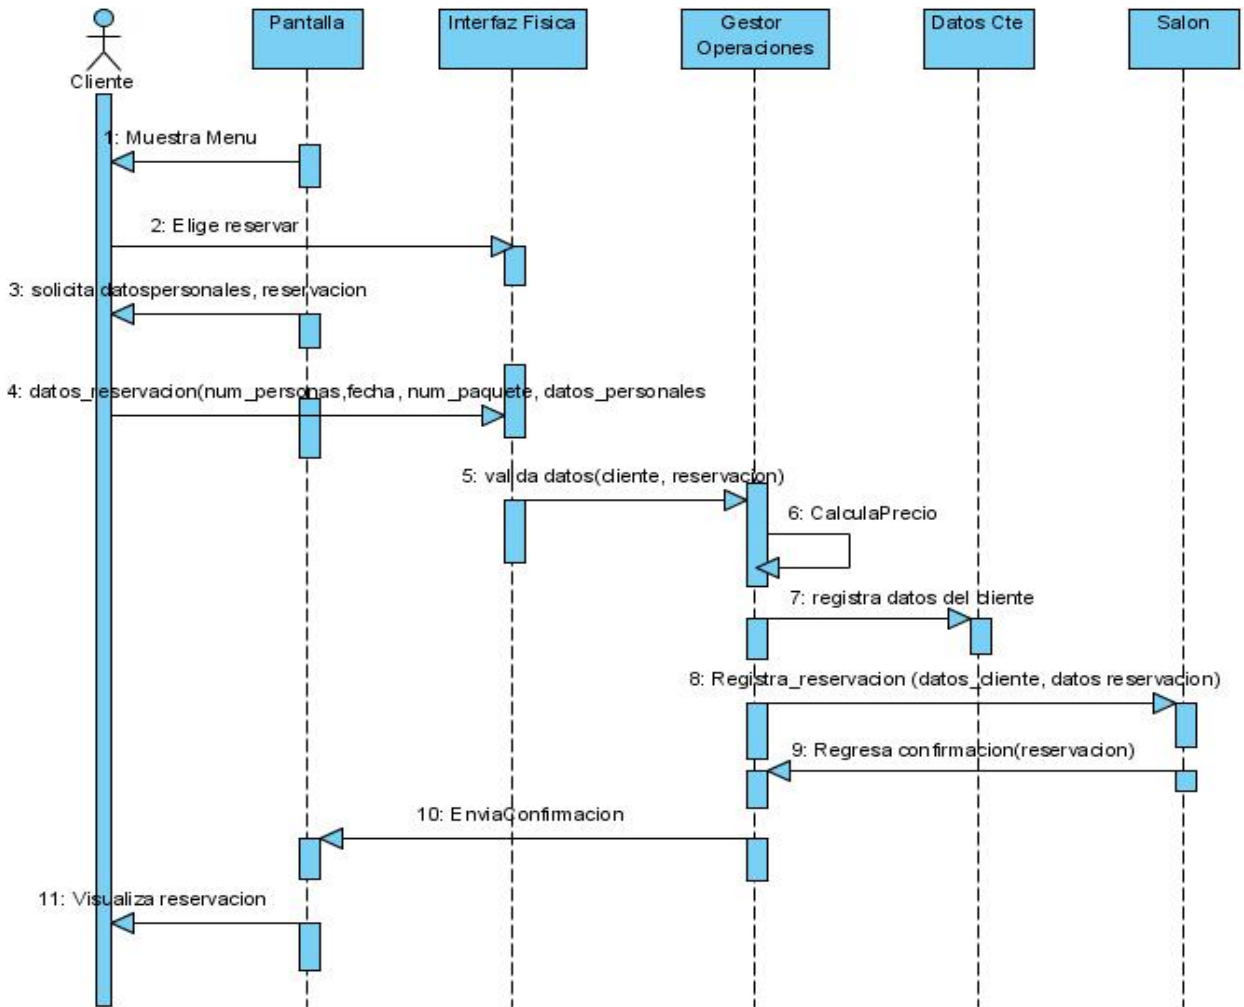 Pantalla
Interfaz Fisica
Gestor
Operaciones
Datos Cte
Salon
Cliente
1: Muestra Menu
2: Elige reservar
3: solicita datospersonales, reservacion
4: datos_reservacion(num_personas,fecha, num_paquete, datos_personales
5: valida datos(cliente, reservacion)
6: CalculaPrecio
7: registra datos del cliente
8: Registra_reservacion (datos_cliente, datos reservacion)
9: Regresa confirmacion(reservacion)
10: EnviaConfirmacion
11: Visualiza reservacion